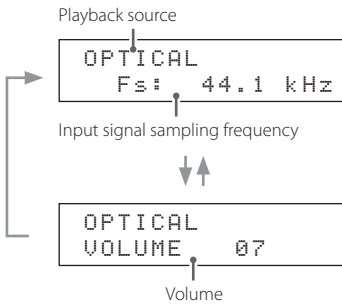 Playback source
OPTICAL
Fs: 44.1 kHz
Input signal sampling frequency
OPTICAL
VOLUME 07
Volume